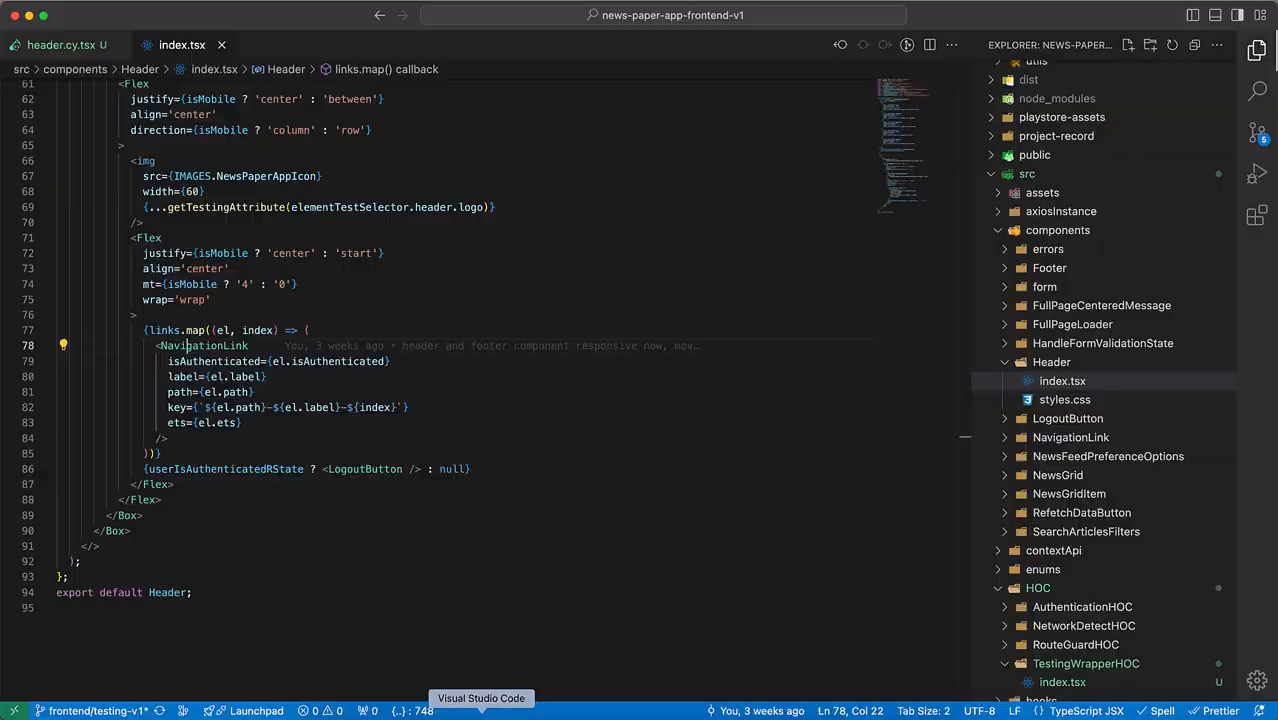 news-paper-app-frontend-v1
header.cy.tsx U
index.tsx
src > components > Header > index.tsx > Header > links.map() callback
61 <Flex
62 justify={isMobile ? 'center' : 'between'}
63 align='center'
64 direction={isMobile ? 'column' : 'row'}
65 >
66 <img
67 src={IMAGES.NewsPaperAppIcon}
68 width={60}
69 {...getTestingAttribute(elementTestSelector.header.logo)}
70 />
71 <Flex
72 justify={isMobile ? 'center' : 'start'}
73 align='center'
74 mt={isMobile ? '4' : '0'}
75 wrap='wrap'
76 >
77 {links.map((el, index) => (
78 <NavigationLink You, 3 weeks ago • header and footer component responsive now, mov…
79 isAuthenticated={el.isAuthenticated}
80 label={el.label}
81 path={el.path}
82 key={`${el.path}-${el.label}-${index}`}
83 ets={el.ets}
84 />
85 ))}
86 {userIsAuthenticatedRState ? <LogoutButton /> : null}
87 </Flex>
88 </Flex>
89 </Box>
90 </Box>
91 </>
92 );
93 };
94 export default Header;
95
EXPLORER: NEWS-PAPER...
utils
dist
node_modules
playstore-assets
project-record
public
src
assets
axiosInstance
components
errors
Footer
form
FullPageCenteredMessage
FullPageLoader
HandleFormValidationState
Header
index.tsx
styles.css
LogoutButton
NavigationLink
NewsFeedPreferenceOptions
NewsGrid
NewsGridItem
RefetchDataButton
SearchArticlesFilters
contextApi
enums
HOC
AuthenticationHOC
NetworkDetectHOC
RouteGuardHOC
TestingWrapperHOC
index.tsx U
hooks
5
Visual Studio Code
frontend/testing-v1* Launchpad 0 0 0 {..} : 748 You, 3 weeks ago Ln 78, Col 22 Tab Size: 2 UTF-8 LF {} TypeScript JSX Spell Prettier